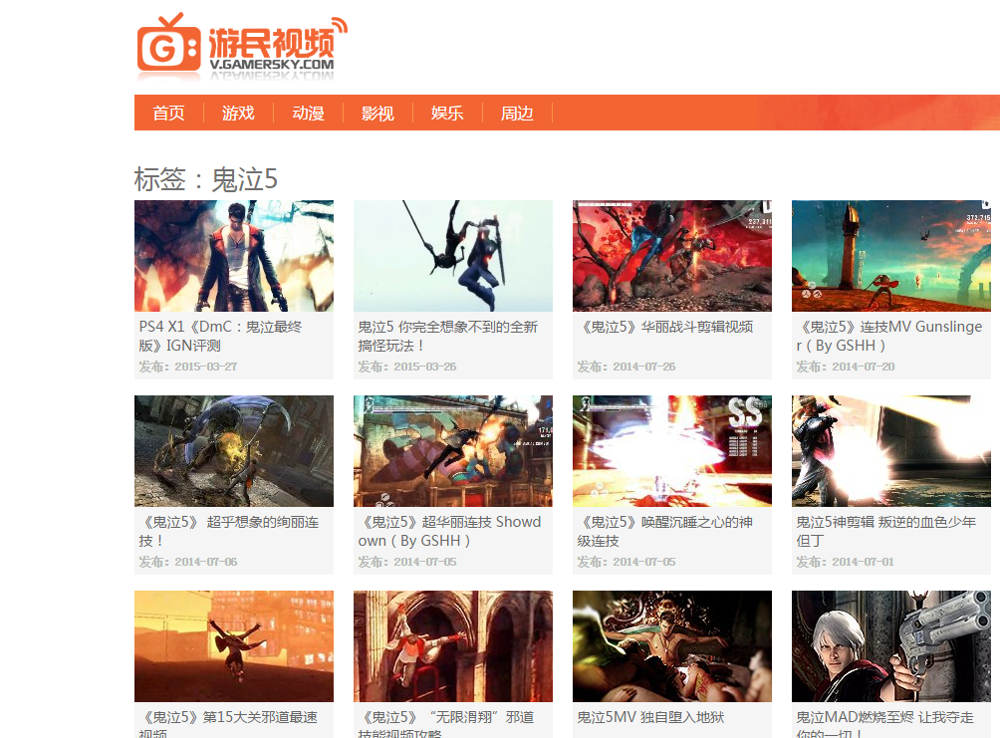 游民视频
V.GAMERSKY.COM
首页 游戏 动漫 影视 娱乐 周边
标签：鬼泣5
PS4 X1《DmC：鬼泣最终
版》IGN评测
发布：2015-03-27
鬼泣5 你完全想象不到的全新
搞怪玩法！
发布：2015-03-26
《鬼泣5》华丽战斗剪辑视频
发布：2014-07-26
《鬼泣5》连技MV Gunslinge
r（By GSHH）
发布：2014-07-20
《鬼泣5》 超乎想象的绚丽连
技！
发布：2014-07-06
《鬼泣5》超华丽连技 Showd
own（By GSHH）
发布：2014-07-05
SS
《鬼泣5》唤醒沉睡之心的神
级连技
发布：2014-07-05
鬼泣5神剪辑 叛逆的血色少年
但丁
发布：2014-07-01
《鬼泣5》第15大关邪道最速
视频
《鬼泣5》“无限滑翔”邪道
技能视频攻略
鬼泣5MV 独自堕入地狱
鬼泣MAD燃烧至烬 让我夺走
你的一切！